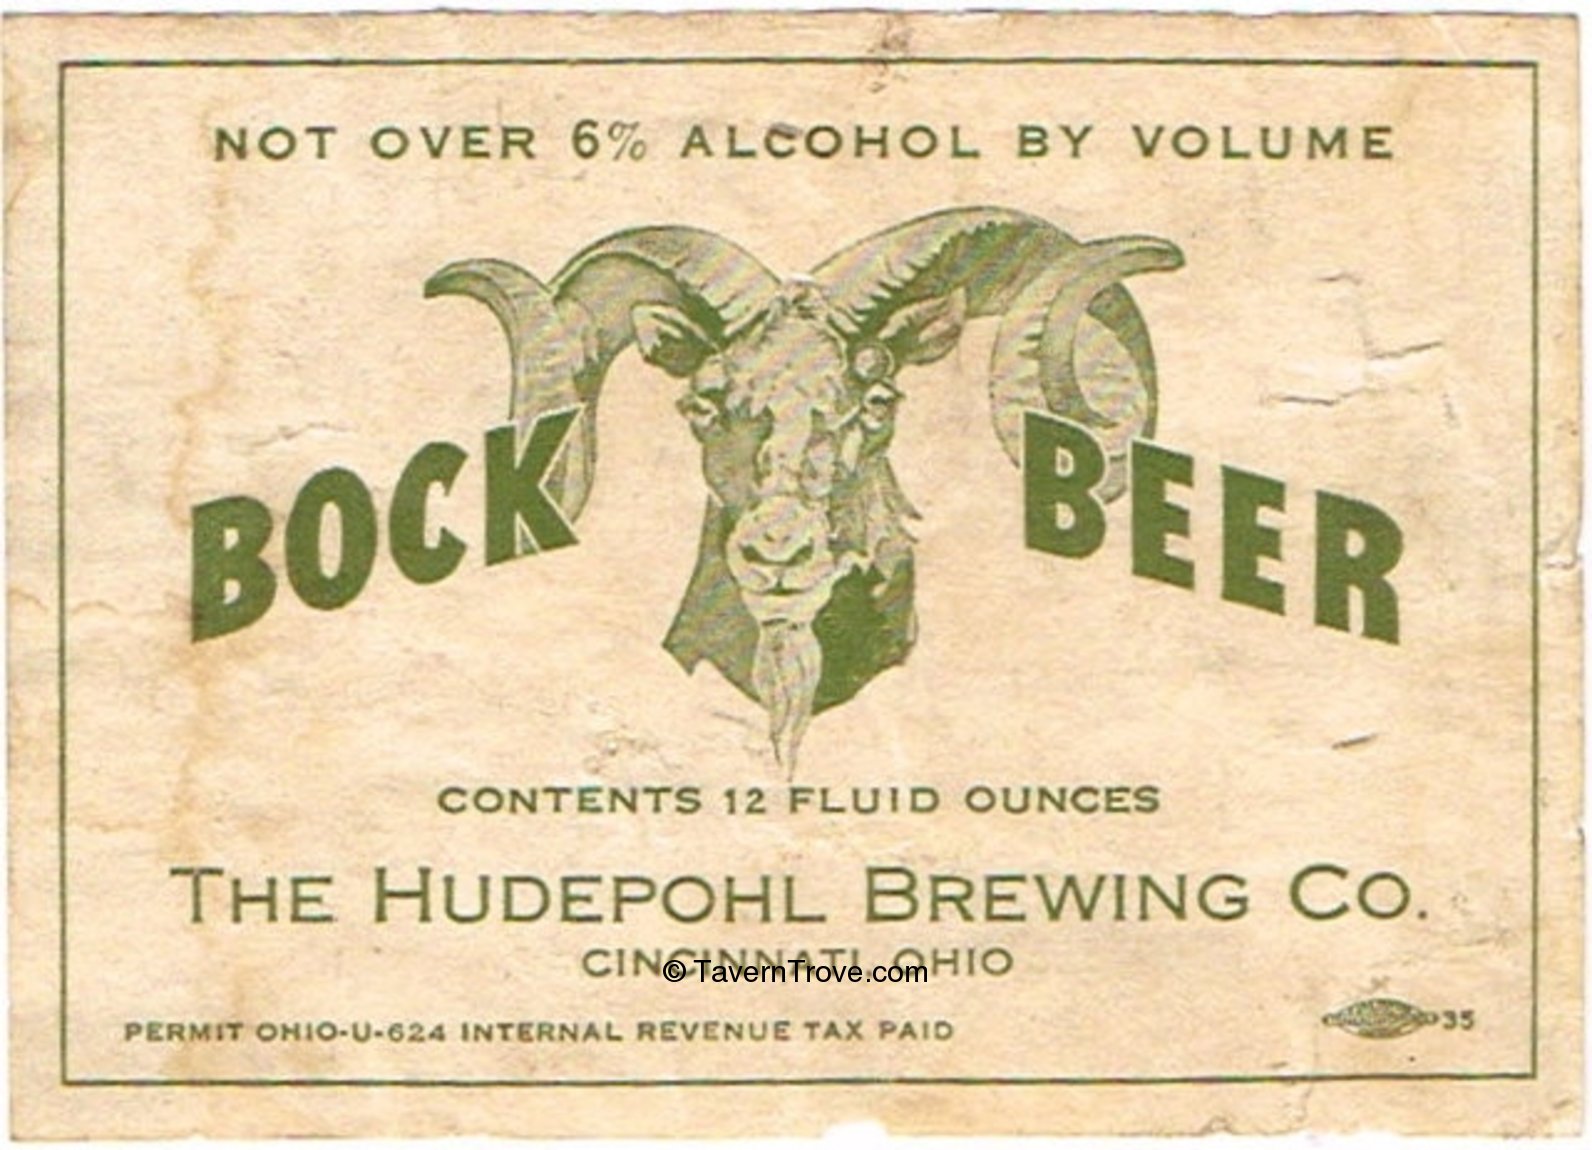 NOT OVER 6% ALCOHOL BY VOLUME
BOCK BEER
CONTENTS 12 FLUID OUNCES
THE HUDEPOHL BREWING CO.
CINCINNATI, OHIO
© TavernTrove.com
PERMIT OHIO-U-624 INTERNAL REVENUE TAX PAID
35